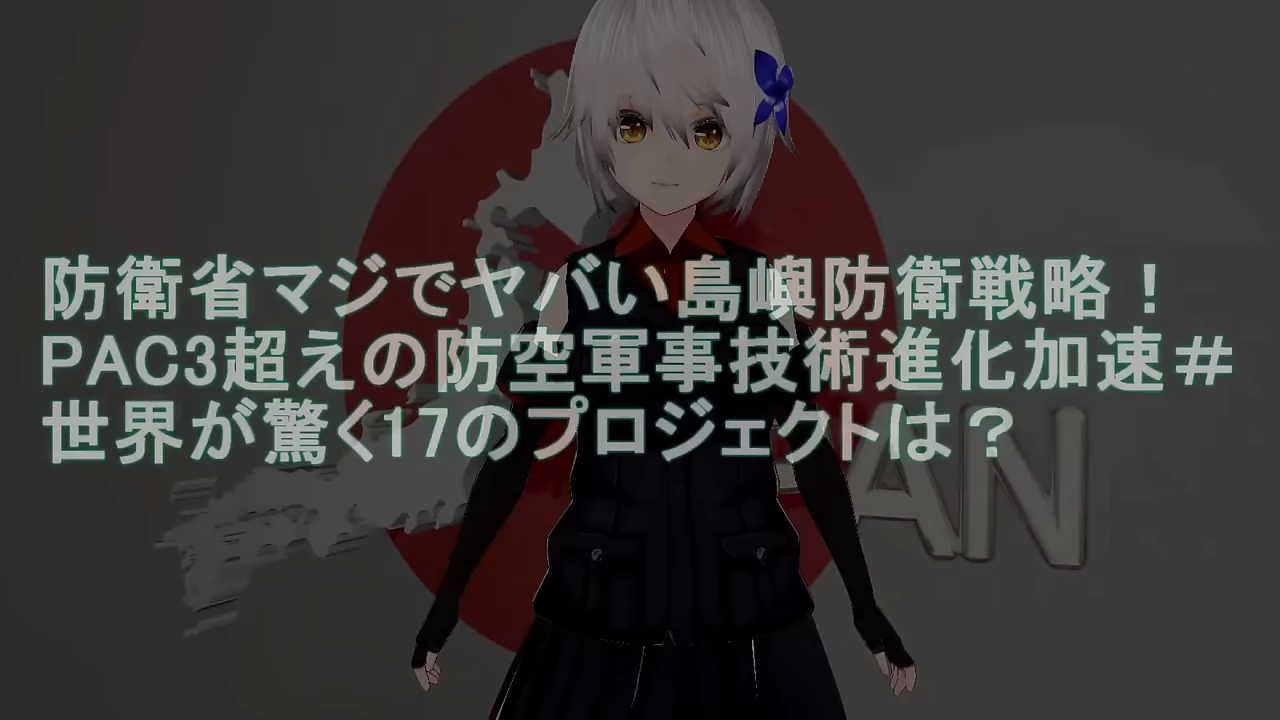 防衛省マジでヤバい島嶼防衛戦略！
PAC3超えの防空軍事技術進化加速＃
世界が驚く17のプロジェクトは？
AN